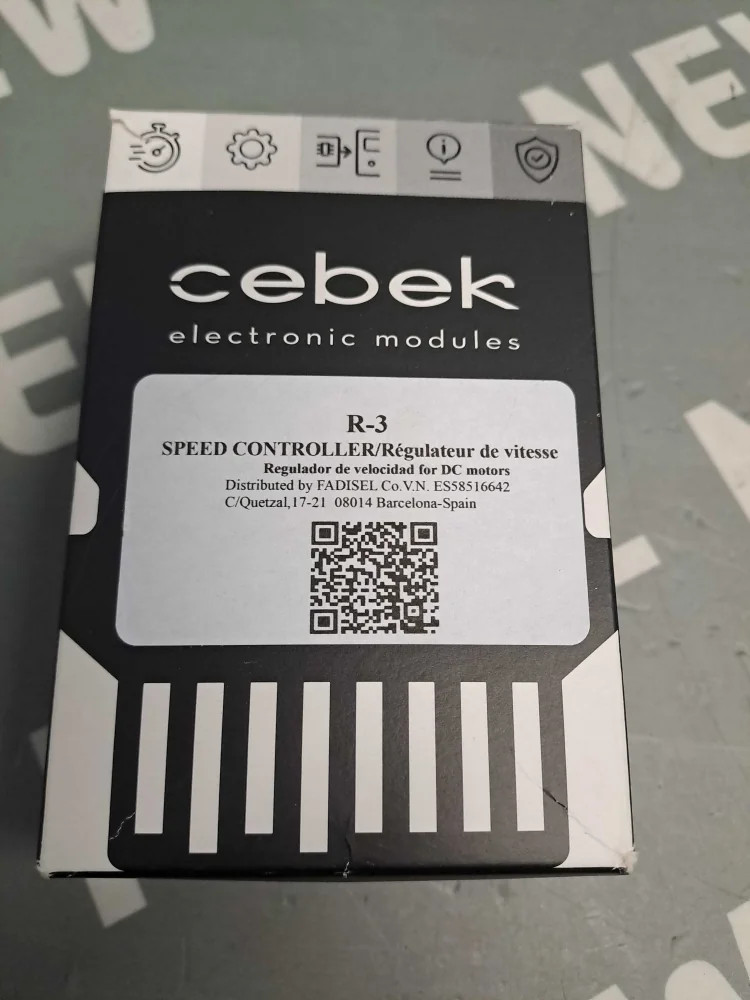 cebek
electronic modules
R-3
SPEED CONTROLLER/Régulateur de vitesse
Regulador de velocidad for DC motors
Distributed by FADISEL Co.V.N. ES58516642
C/Quetzal,17-21 08014 Barcelona-Spain
NEW